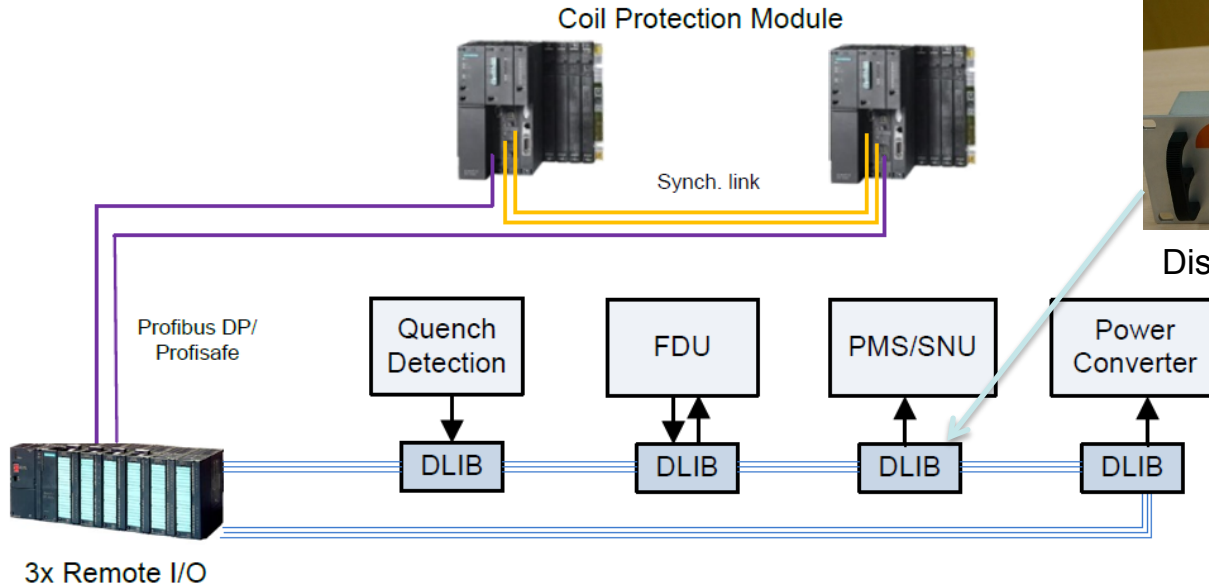 Coil Protection Module
Synch. link
Dis
Profibus DP/
Profisafe
Quench
Detection
FDU
PMS/SNU
Power
Converter
DLIB
DLIB
DLIB
DLIB
3x Remote I/O